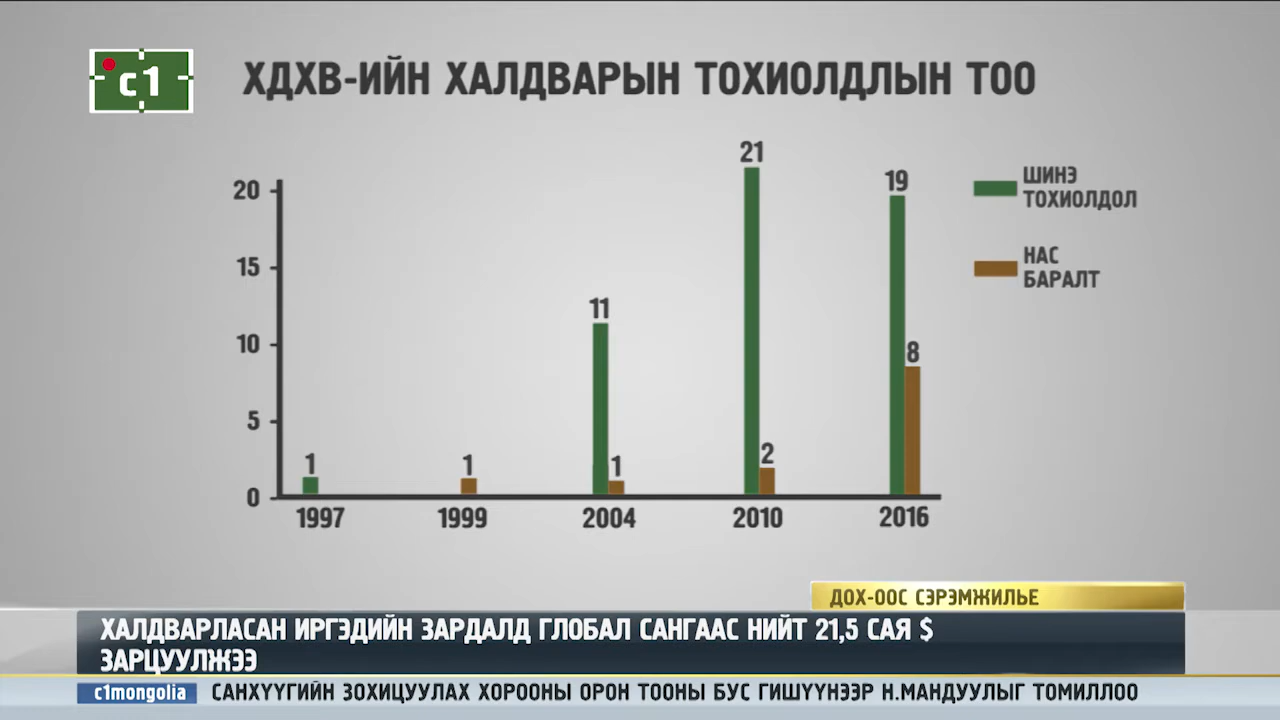 c1
ХДХВ-ИЙН ХАЛДВАРЫН ТОХИОЛДЛЫН ТОО
20
15
10
5
0
1
1
11
1
21
2
19
8
1997
1999
2004
2010
2016
ШИНЭ
ТОХИОЛДОЛ
НАС
БАРАЛТ
ДОХ-ООС СЭРЭМЖИЛЬЕ
ХАЛДВАРЛАСАН ИРГЭДИЙН ЗАРДАЛД ГЛОБАЛ САНГААС НИЙТ 21,5 САЯ $
ЗАРЦУУЛЖЭЭ
c1mongolia
САНХҮҮГИЙН ЗОХИЦУУЛАХ ХОРООНЫ ОРОН ТООНЫ БУС ГИШҮҮНЭЭР Н.МАНДУУЛЫГ ТОМИЛЛОО